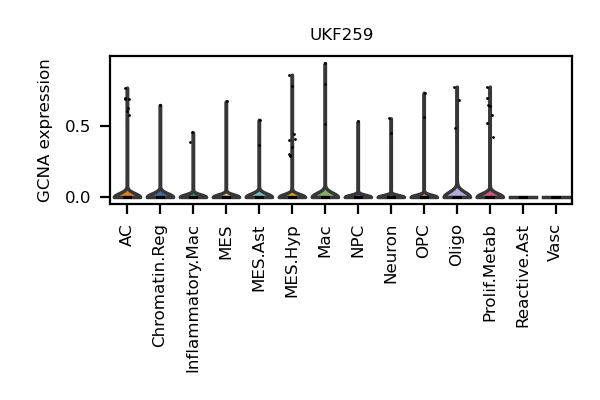 UKF259
GCNA expression
0.5
0.0
AC
Chromatin.Reg
Inflammatory.Mac
MES
MES.Ast
MES.Hyp
Mac
NPC
Neuron
OPC
Oligo
Prolif.Metab
Reactive.Ast
Vasc